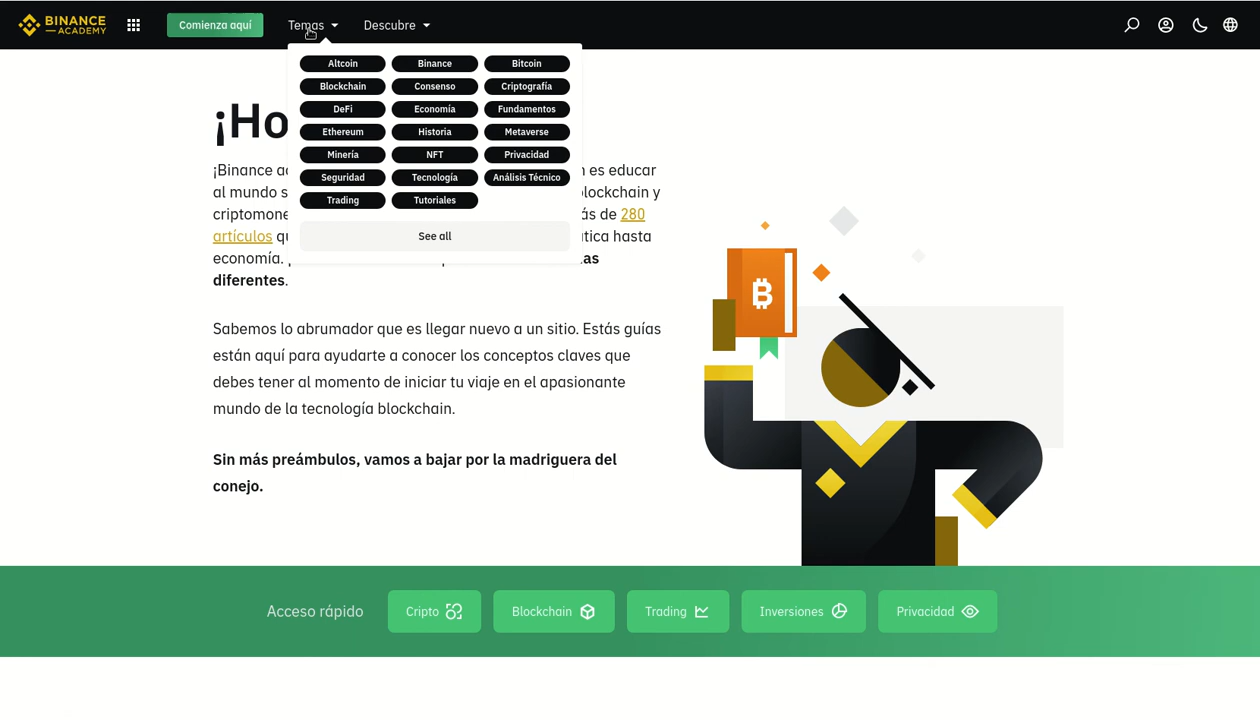 BINANCE
ACADEMY
Comienza aquí
Temas
Descubre
Altcoin Binance Bitcoin
Blockchain Consenso Criptografía
DeFi Economía Fundamentos
Ethereum Historia Metaverse
Minería NFT Privacidad
Seguridad Tecnología Análisis Técnico
Trading Tutoriales
See all
¡Ho
¡Binance es educar
al mundo s blockchain y
criptomone ás de 280
artículos hasta
economía. as
diferentes.
Sabemos lo abrumador que es llegar nuevo a un sitio. Estás guías
están aquí para ayudarte a conocer los conceptos claves que
debes tener al momento de iniciar tu viaje en el apasionante
mundo de la tecnología blockchain.
Sin más preámbulos, vamos a bajar por la madriguera del
conejo.
Acceso rápido
Cripto
Blockchain
Trading
Inversiones
Privacidad